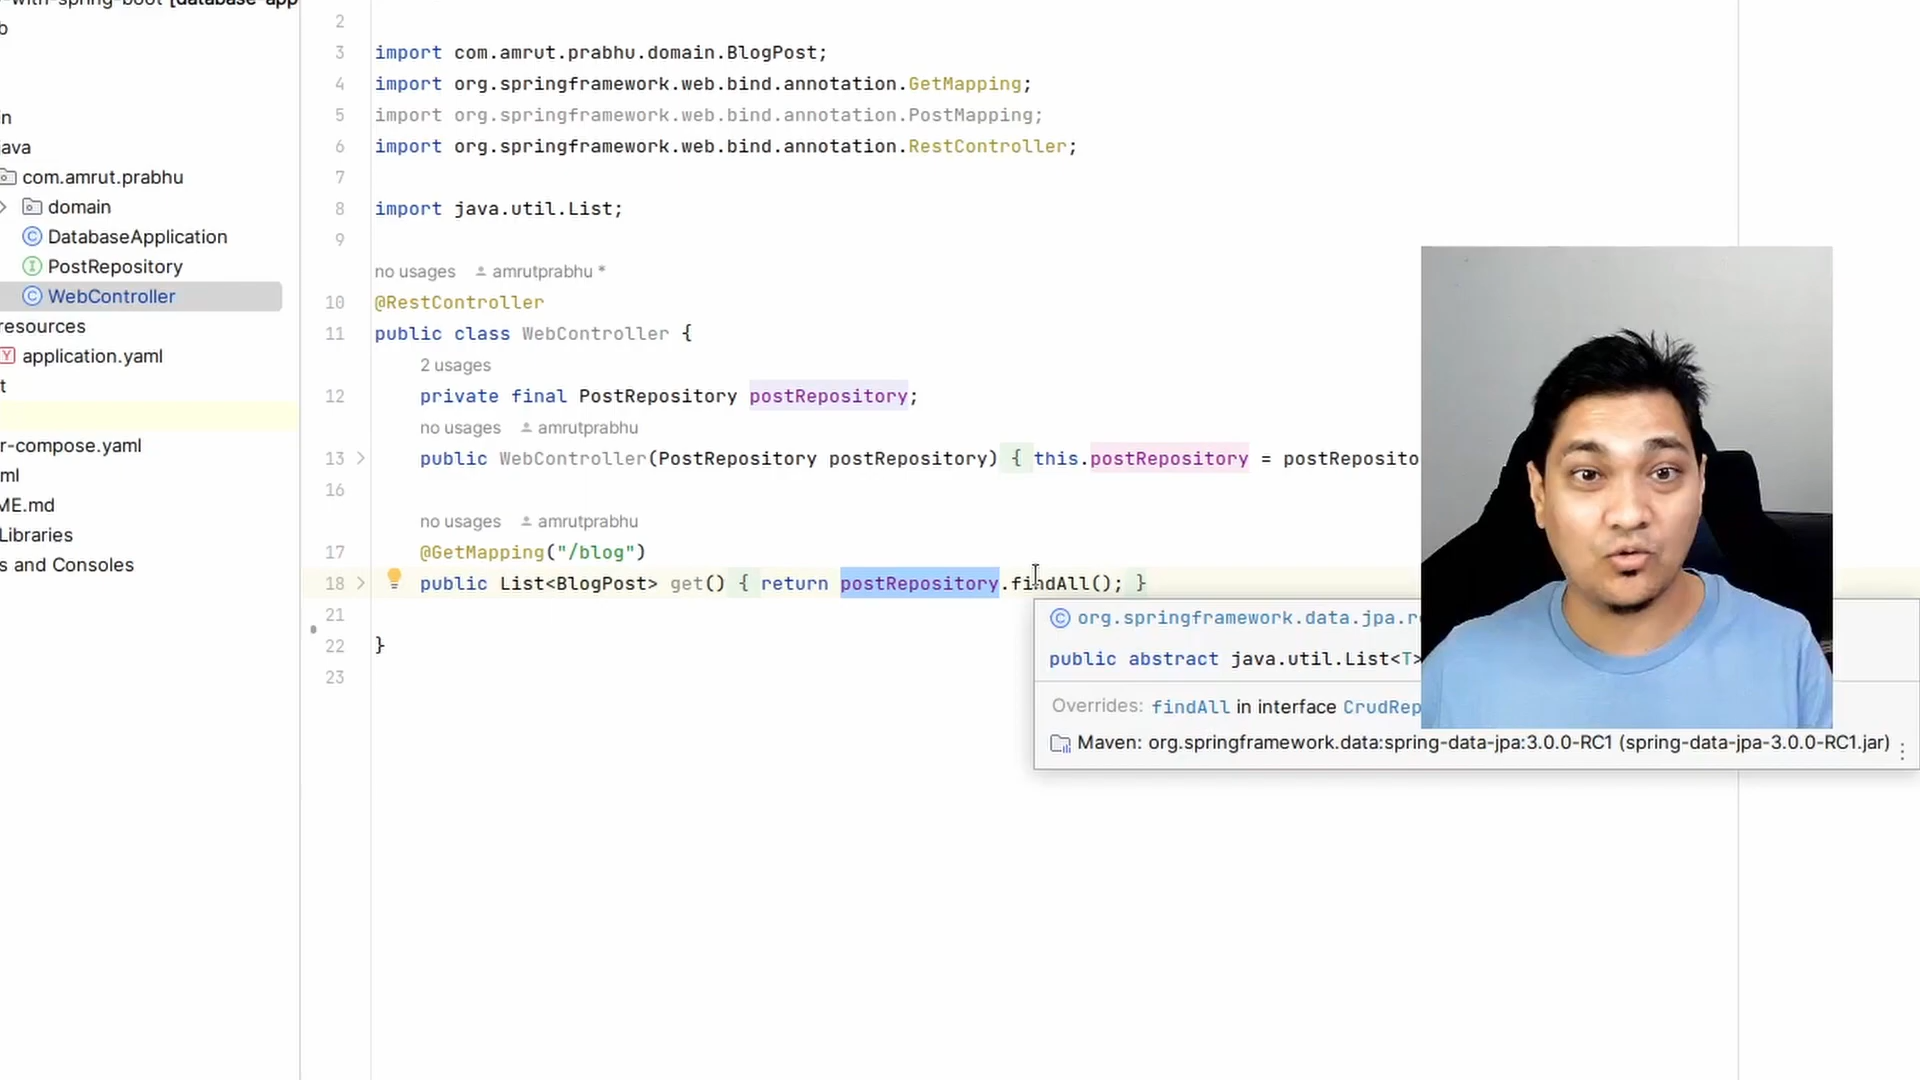 with-spring-boot [database-app
b
2
3 import com.amrut.prabhu.domain.BlogPost;
4 import org.springframework.web.bind.annotation.GetMapping;
in
5 import org.springframework.web.bind.annotation.PostMapping;
java
6 import org.springframework.web.bind.annotation.RestController;
com.amrut.prabhu
7
domain
8 import java.util.List;
DatabaseApplication
9
PostRepository
no usages amrutprabhu *
WebController
10 @RestController
resources
11 public class WebController {
application.yaml
2 usages
t
12 private final PostRepository postRepository;
no usages amrutprabhu
r-compose.yaml
13 public WebController(PostRepository postRepository) { this.postRepository = postReposito
ml
16
ME.md
no usages amrutprabhu
Libraries
17 @GetMapping("/blog")
s and Consoles
18 public List<BlogPost> get() { return postRepository.findAll(); }
21
org.springframework.data.jpa.r
22 }
public abstract java.util.List<T>
23
Overrides: findAll in interface CrudRep
Maven: org.springframework.data:spring-data-jpa:3.0.0-RC1 (spring-data-jpa-3.0.0-RC1.jar)